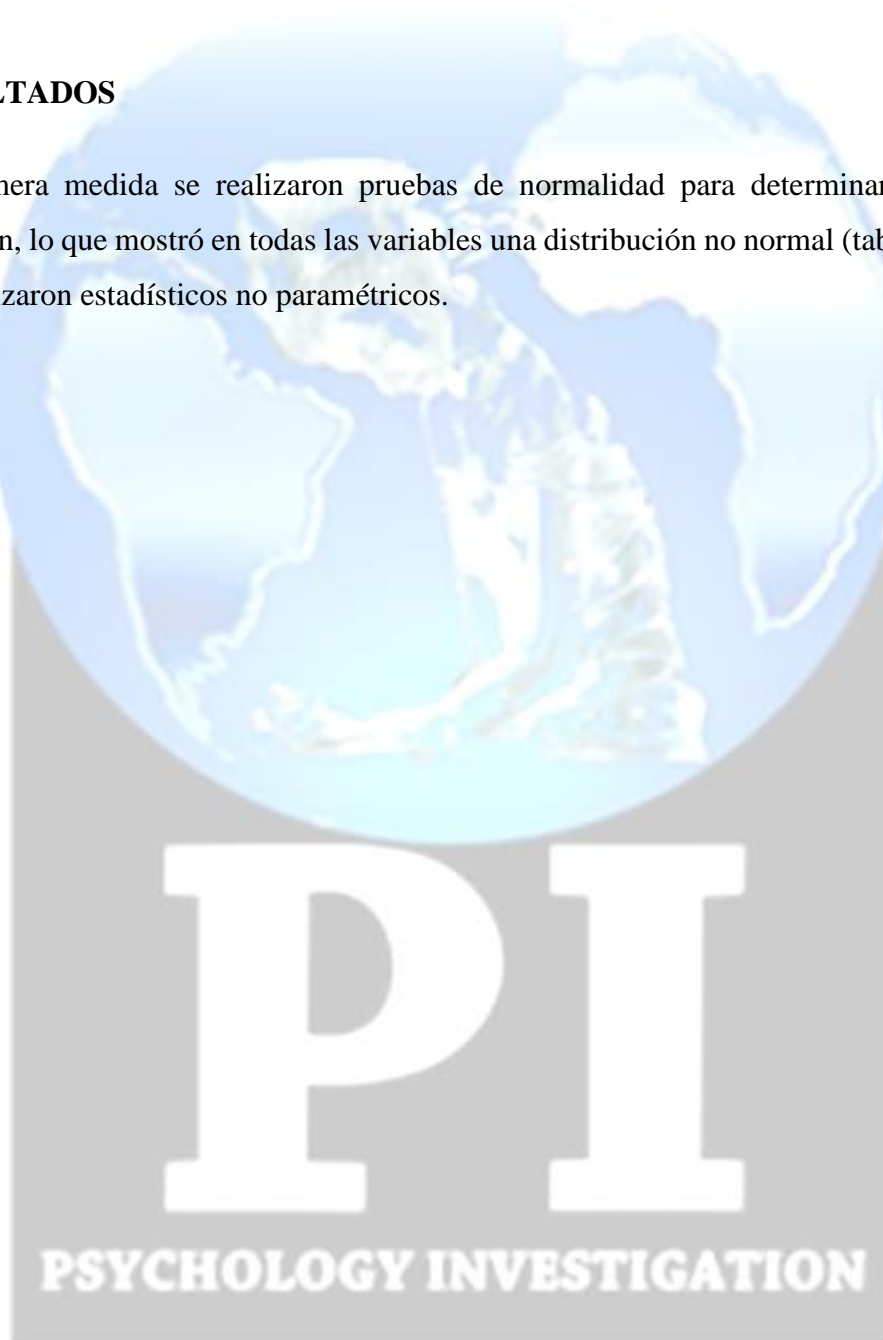 LTADOS
nera medida se realizaron pruebas de normalidad para determinar
n, lo que mostró en todas las variables una distribución no normal (tab
zaron estadísticos no paramétricos.
PI
PSYCHOLOGY INVESTIGATION